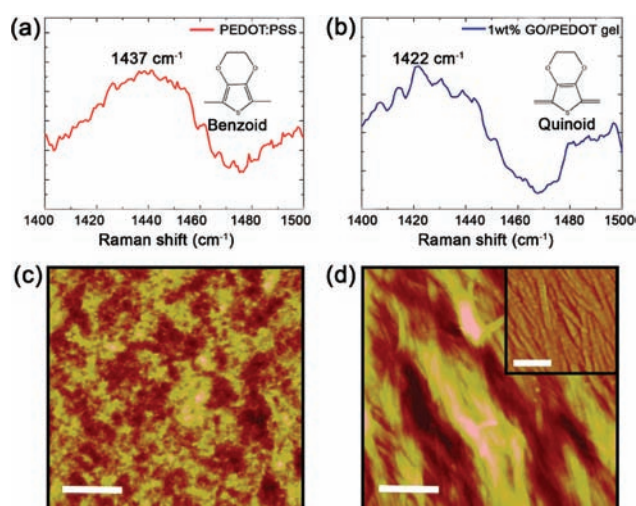 (a)
PEDOT:PSS
1437 cm⁻¹
O
O
S
Benzoid
1400 1420 1440 1460 1480 1500
Raman shift (cm⁻¹)
(b)
1wt% GO/PEDOT gel
1422 cm⁻¹
O
O
S
Quinoid
1400 1420 1440 1460 1480 1500
Raman shift (cm⁻¹)
(c)
(d)